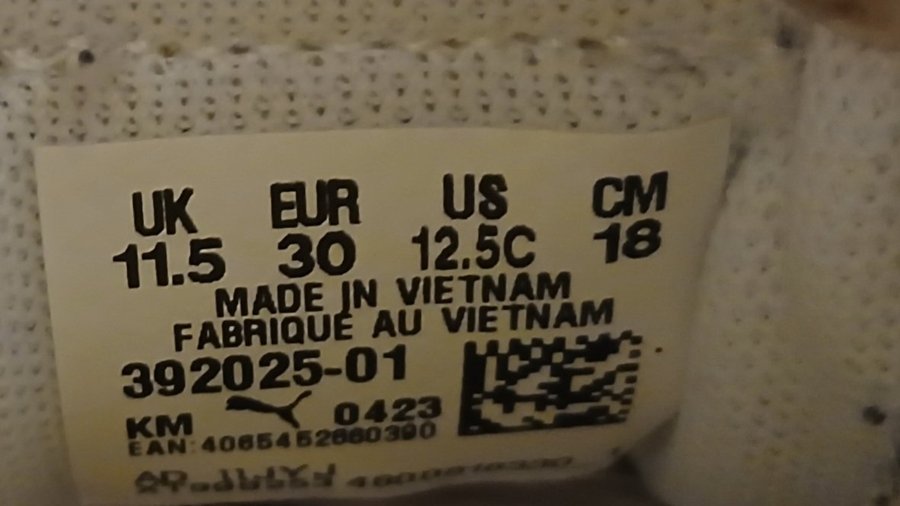 UK EUR US CM
11.5 30 12.5C 18
MADE IN VIETNAM
FABRIQUE AU VIETNAM
392025-01
KM 0423
EAN:4065452680390